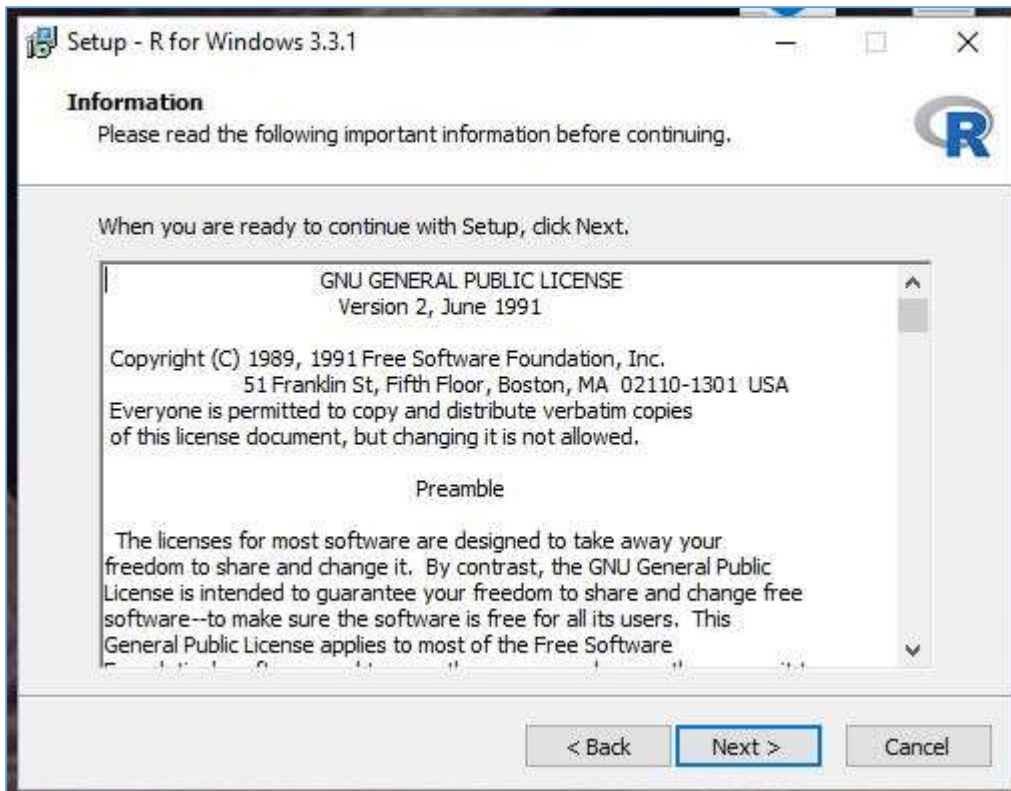 Setup - R for Windows 3.3.1
Information
Please read the following important information before continuing.
R
When you are ready to continue with Setup, click Next.
GNU GENERAL PUBLIC LICENSE
Version 2, June 1991
Copyright (C) 1989, 1991 Free Software Foundation, Inc.
51 Franklin St, Fifth Floor, Boston, MA 02110-1301 USA
Everyone is permitted to copy and distribute verbatim copies
of this license document, but changing it is not allowed.
Preamble
The licenses for most software are designed to take away your
freedom to share and change it. By contrast, the GNU General Public
License is intended to guarantee your freedom to share and change free
software--to make sure the software is free for all its users. This
General Public License applies to most of the Free Software
< Back
Next >
Cancel